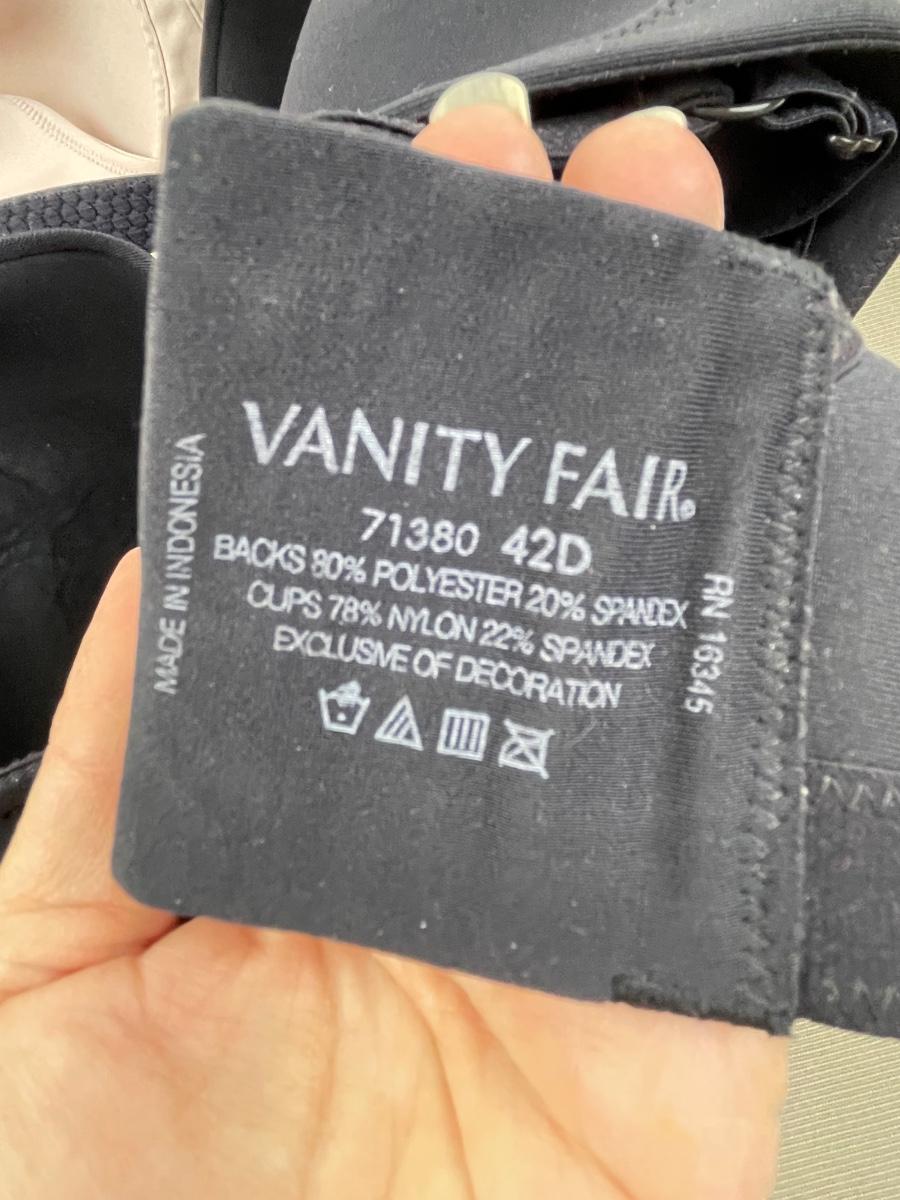 VANITY FAIR®
71380 42D
BACKS 80% POLYESTER 20% SPANDEX
CUPS 78% NYLON 22% SPANDEX
EXCLUSIVE OF DECORATION
MADE IN INDONESIA
RN 16345